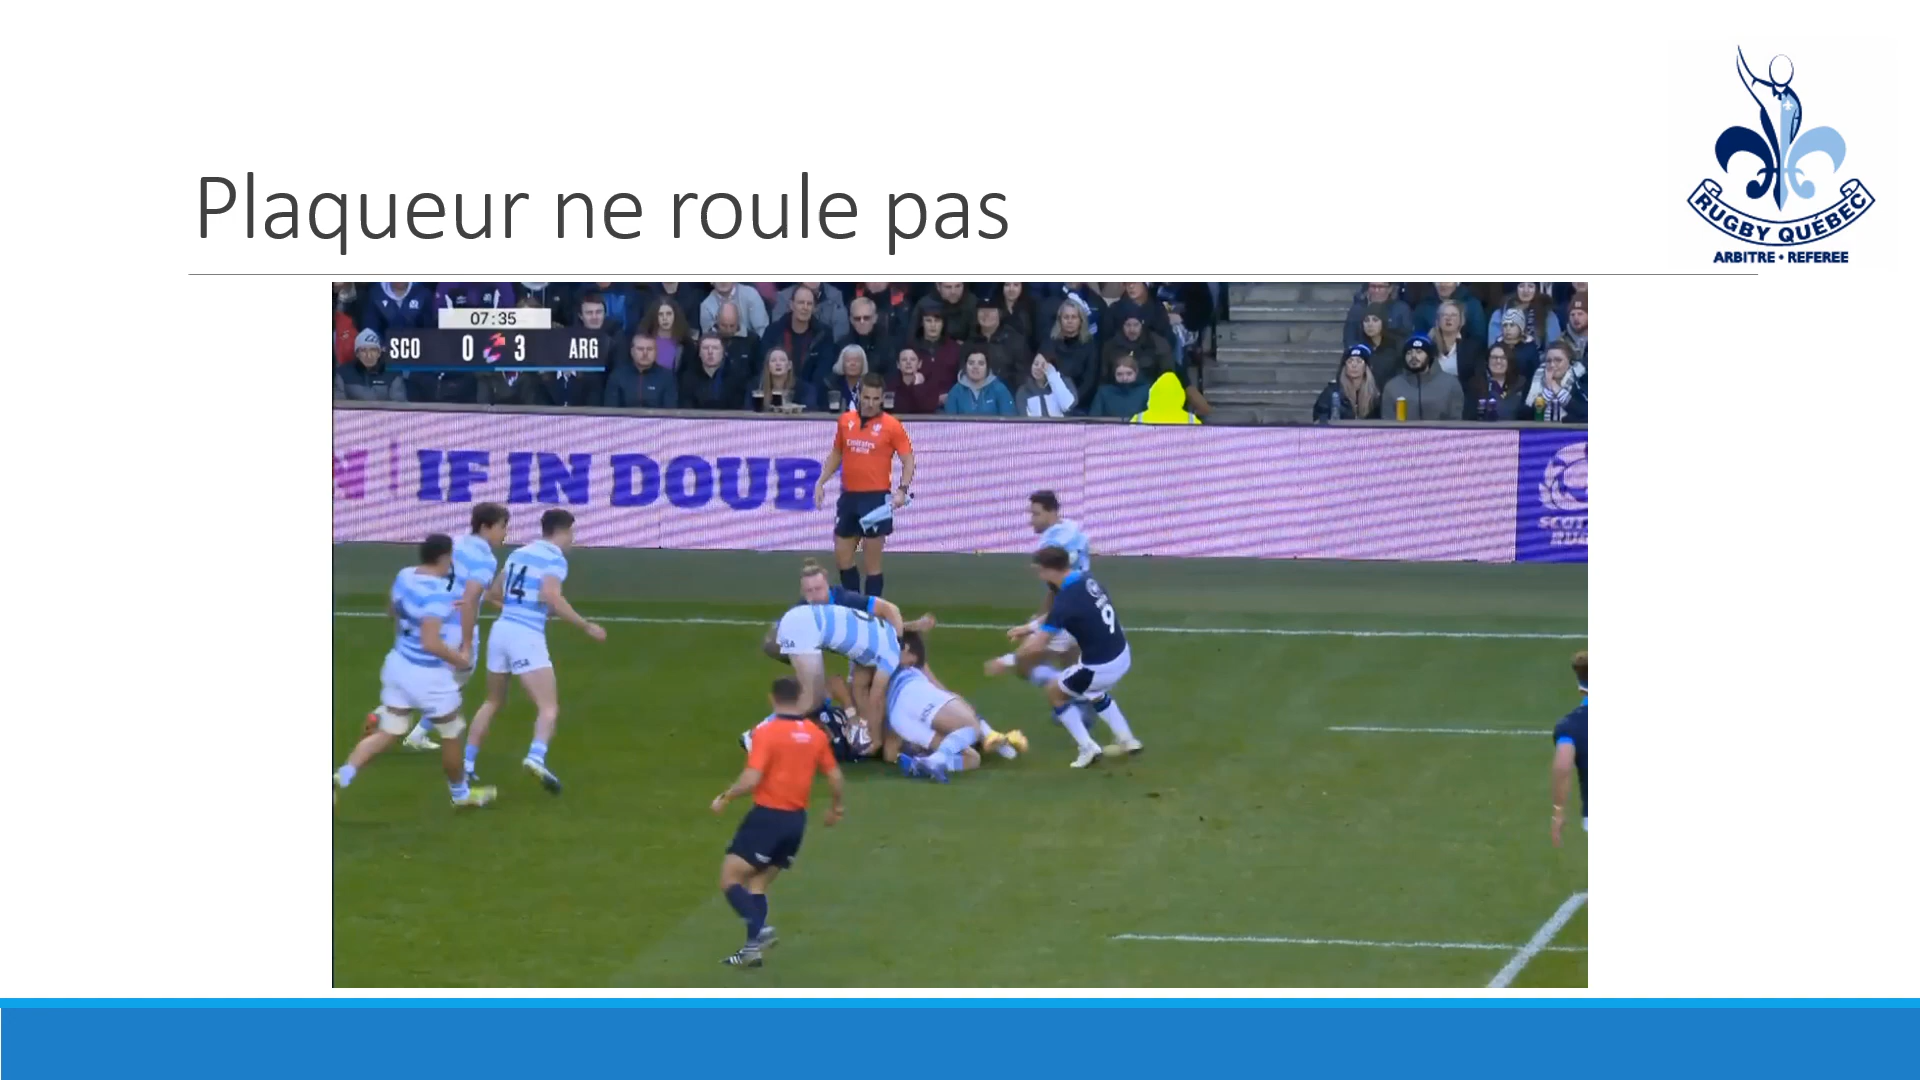 Plaqueur ne roule pas
RUGBY QUÉBEC
ARBITRE • REFEREE
07:35
SCO 0 3 ARG
IF IN DOUB
14
9